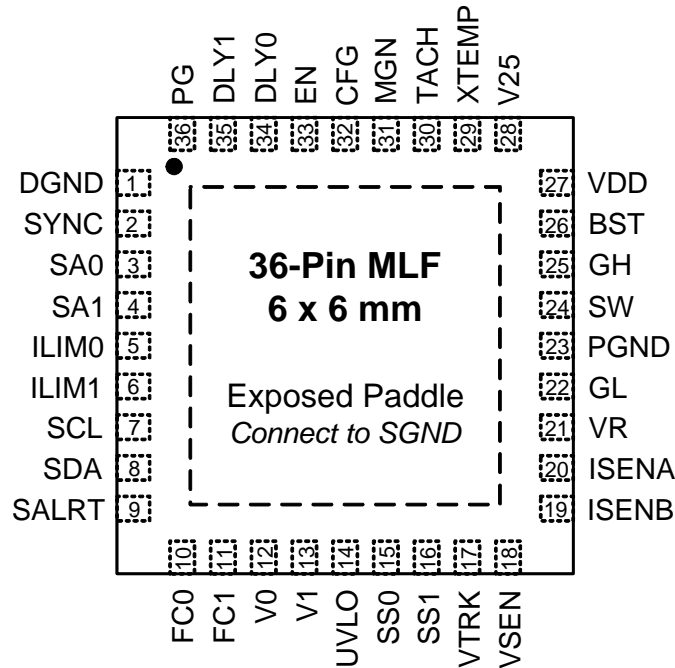 PG DLY1 DLY0 EN CFG MGN TACH XTEMP V25
36 35 34 33 32 31 30 29 28
DGND 1
SYNC 2
SA0 3
SA1 4
ILIM0 5
ILIM1 6
SCL 7
SDA 8
SALRT 9
36-Pin MLF
6 x 6 mm
Exposed Paddle
Connect to SGND
27 VDD
26 BST
25 GH
24 SW
23 PGND
22 GL
21 VR
20 ISENA
19 ISENB
10 11 12 13 14 15 16 17 18
FC0 FC1 V0 V1 UVLO SS0 SS1 VTRK VSEN